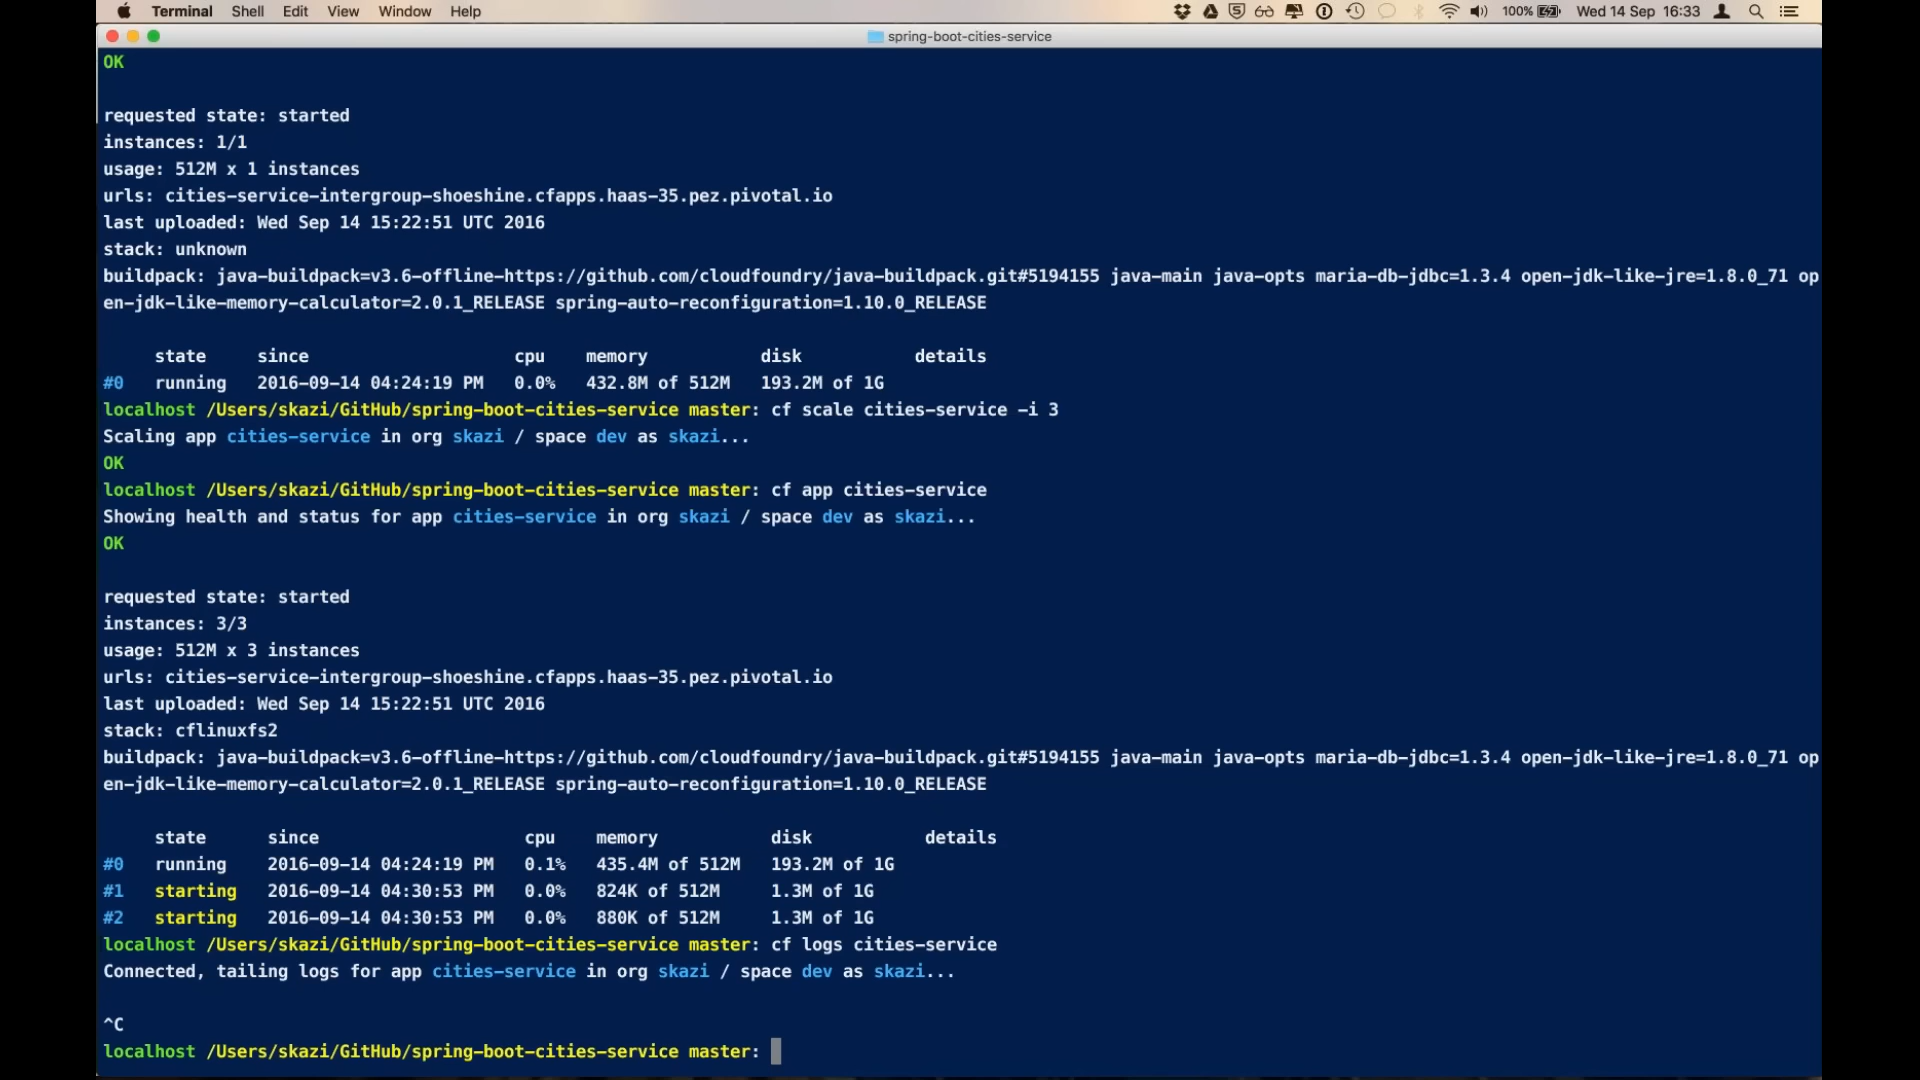 Terminal Shell Edit View Window Help 100% Wed 14 Sep 16:33
spring-boot-cities-service
OK
requested state: started
instances: 1/1
usage: 512M x 1 instances
urls: cities-service-intergroup-shoeshine.cfapps.haas-35.pez.pivotal.io
last uploaded: Wed Sep 14 15:22:51 UTC 2016
stack: unknown
buildpack: java-buildpack=v3.6-offline-https://github.com/cloudfoundry/java-buildpack.git#5194155 java-main java-opts maria-db-jdbc=1.3.4 open-jdk-like-jre=1.8.0_71 op
en-jdk-like-memory-calculator=2.0.1_RELEASE spring-auto-reconfiguration=1.10.0_RELEASE
state since cpu memory disk details
#0 running 2016-09-14 04:24:19 PM 0.0% 432.8M of 512M 193.2M of 1G
localhost /Users/skazi/GitHub/spring-boot-cities-service master: cf scale cities-service -i 3
Scaling app cities-service in org skazi / space dev as skazi...
OK
localhost /Users/skazi/GitHub/spring-boot-cities-service master: cf app cities-service
Showing health and status for app cities-service in org skazi / space dev as skazi...
OK
requested state: started
instances: 3/3
usage: 512M x 3 instances
urls: cities-service-intergroup-shoeshine.cfapps.haas-35.pez.pivotal.io
last uploaded: Wed Sep 14 15:22:51 UTC 2016
stack: cflinuxfs2
buildpack: java-buildpack=v3.6-offline-https://github.com/cloudfoundry/java-buildpack.git#5194155 java-main java-opts maria-db-jdbc=1.3.4 open-jdk-like-jre=1.8.0_71 op
en-jdk-like-memory-calculator=2.0.1_RELEASE spring-auto-reconfiguration=1.10.0_RELEASE
state since cpu memory disk details
#0 running 2016-09-14 04:24:19 PM 0.1% 435.4M of 512M 193.2M of 1G
#1 starting 2016-09-14 04:30:53 PM 0.0% 824K of 512M 1.3M of 1G
#2 starting 2016-09-14 04:30:53 PM 0.0% 880K of 512M 1.3M of 1G
localhost /Users/skazi/GitHub/spring-boot-cities-service master: cf logs cities-service
Connected, tailing logs for app cities-service in org skazi / space dev as skazi...
^C
localhost /Users/skazi/GitHub/spring-boot-cities-service master: